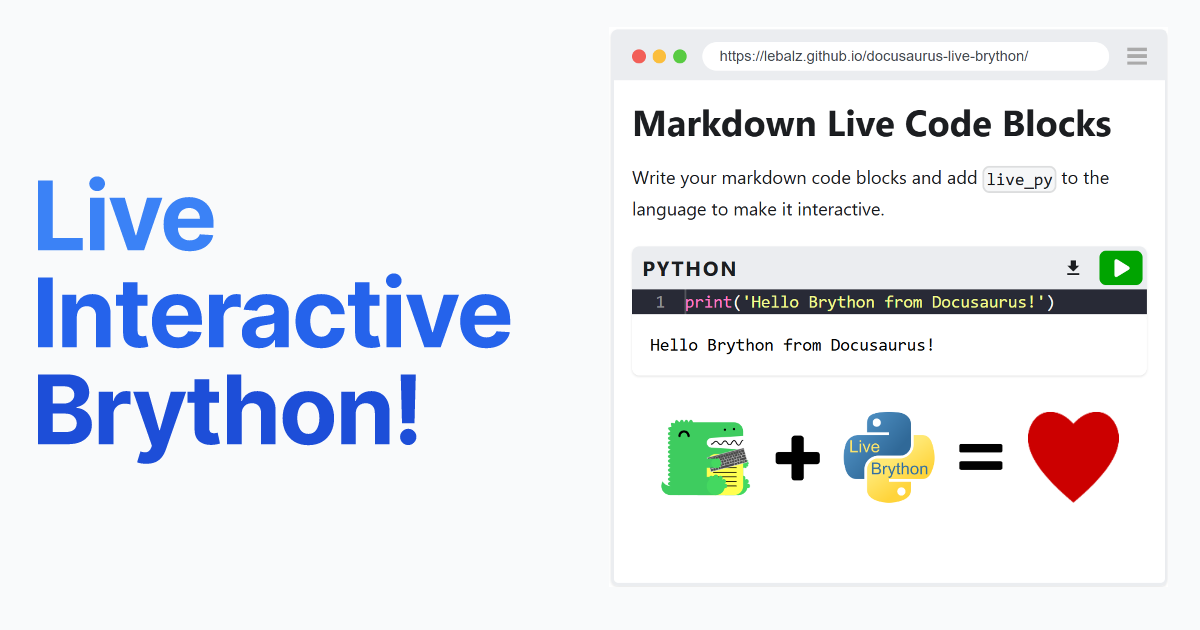 Live
Interactive
Brython!
https://lebalz.github.io/docusaurus-live-brython/
Markdown Live Code Blocks
Write your markdown code blocks and add live_py to the
language to make it interactive.
PYTHON
1 print('Hello Brython from Docusaurus!')
Hello Brython from Docusaurus!
Live
Brython